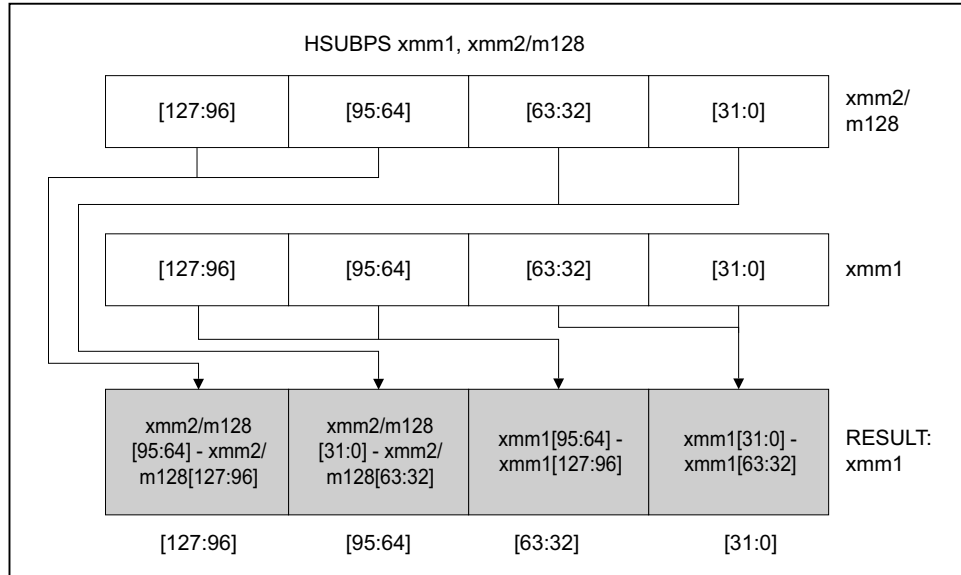 HSUBPS xmm1, xmm2/m128
[127:96] [95:64] [63:32] [31:0] xmm2/
m128
[127:96] [95:64] [63:32] [31:0] xmm1
xmm2/m128
[95:64] - xmm2/
m128[127:96]
xmm2/m128
[31:0] - xmm2/
m128[63:32]
xmm1[95:64] -
xmm1[127:96]
xmm1[31:0] -
xmm1[63:32]
RESULT:
xmm1
[127:96] [95:64] [63:32] [31:0]